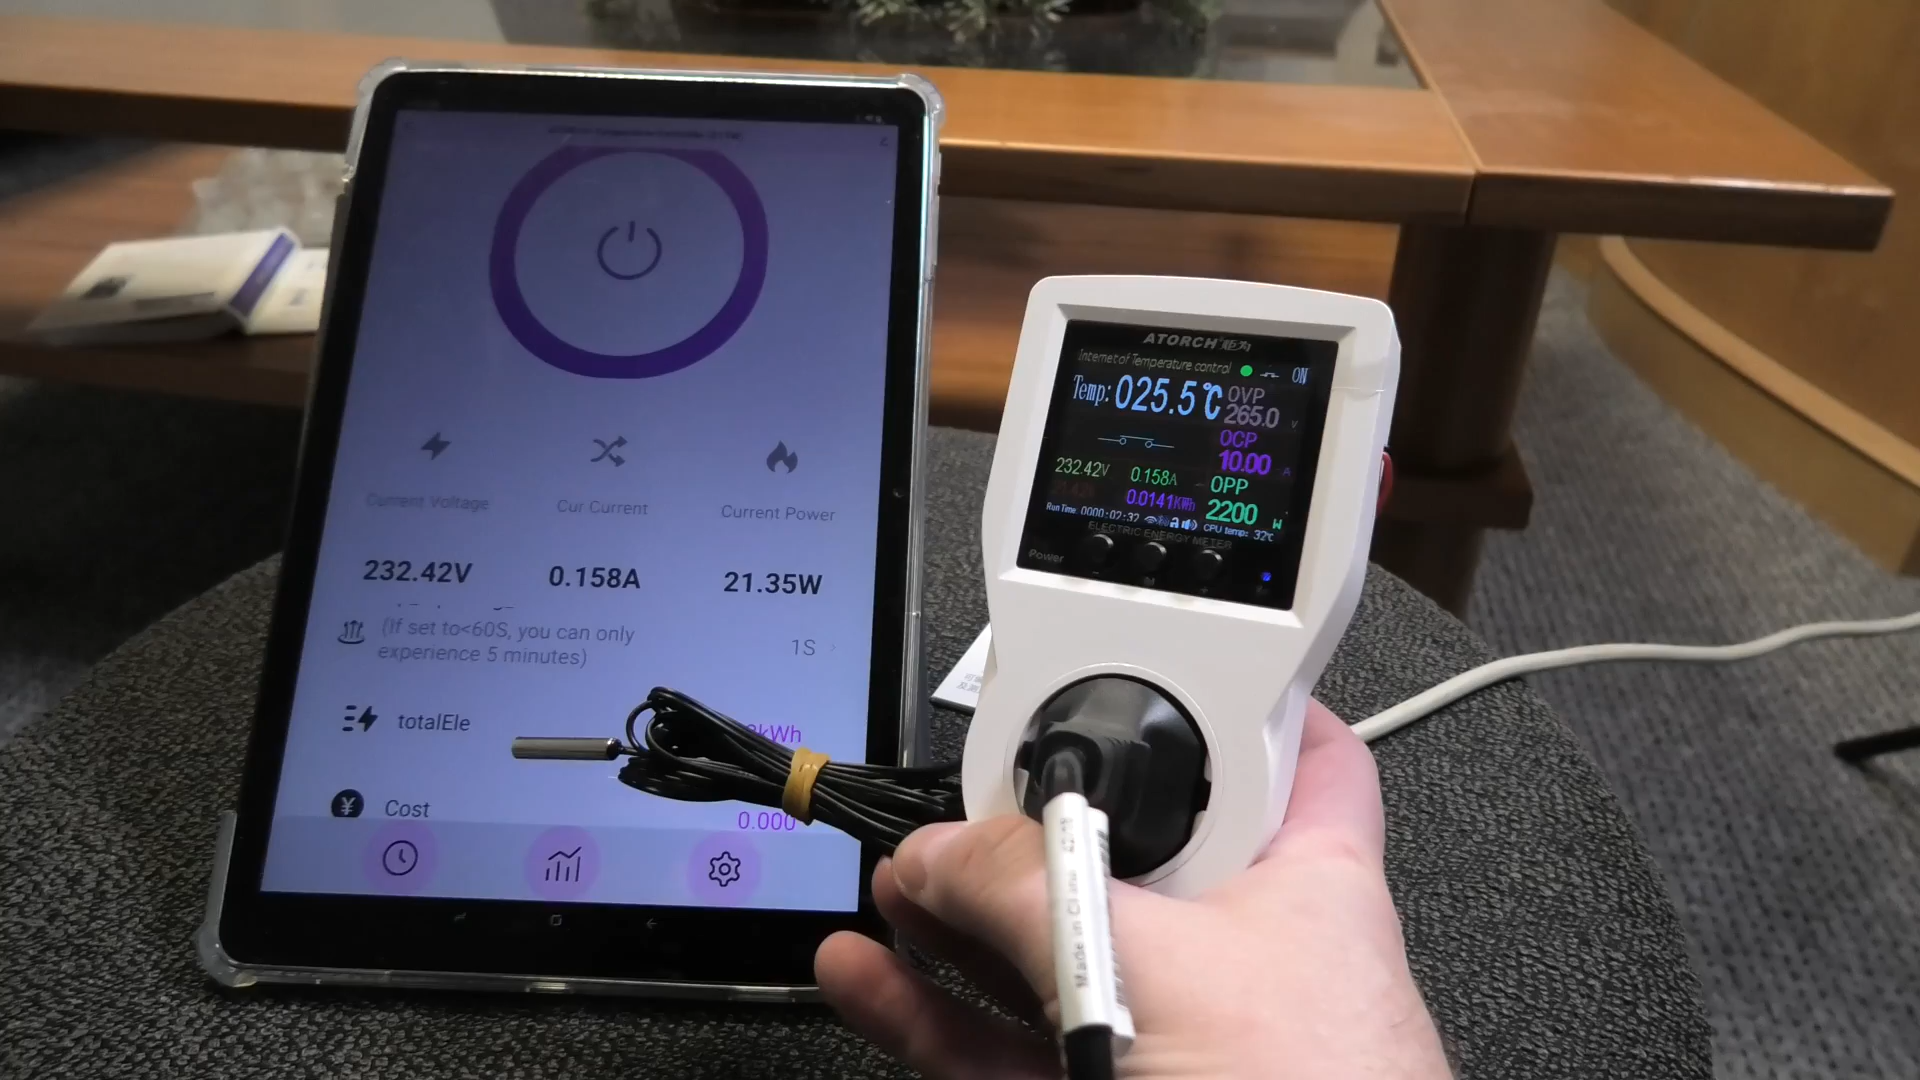 Current Voltage
Cur Current
Current Power
232.42V
0.158A
21.35W
(If set to<60S, you can only
experience 5 minutes)
1S
totalEle
kWh
Cost
0.000
ATORCH 炬为
Internet of Temperature control
ON
Temp: 025.5℃
OVP
265.0 V
OCP
10.00 A
232.42V
0.158A
OPP
0.0141KWh
2200 W
Run Time 0000:02:32
CPU temp: 32℃
ELECTRIC ENERGY METER
Power
M
Made in China